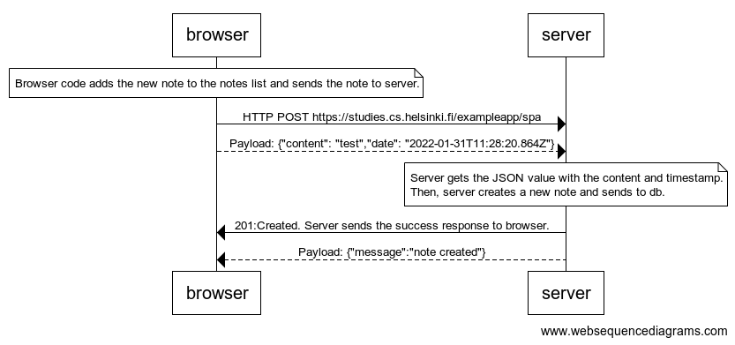 browser
server
Browser code adds the new note to the notes list and sends the note to server.
HTTP POST https://studies.cs.helsinki.fi/exampleapp/spa
Payload: {"content": "test","date": "2022-01-31T11:28:20.864Z"}
Server gets the JSON value with the content and timestamp.
Then, server creates a new note and sends to db.
201:Created. Server sends the success response to browser.
Payload: {"message":"note created"}
browser
server
www.websequencediagrams.com